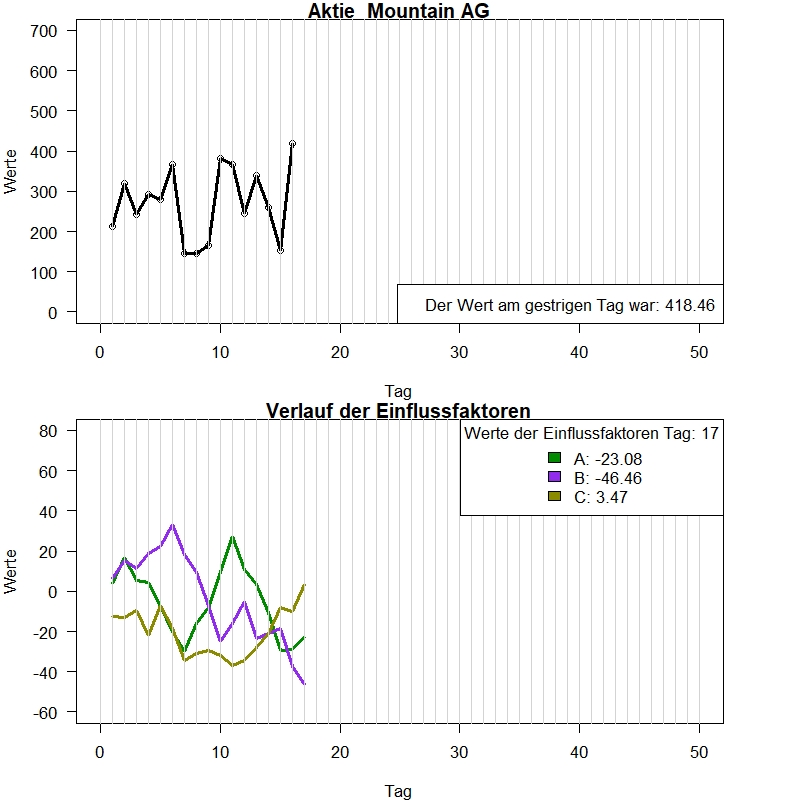 Aktie  Mountain AG
Werte
700
600
500
400
300
200
100
0
Der Wert am gestrigen Tag war: 418.46
0 10 20 30 40 50
Tag
Verlauf der Einflussfaktoren
Werte
80
60
40
20
0
-20
-40
-60
Werte der Einflussfaktoren Tag: 17
A: -23.08
B: -46.46
C: 3.47
0 10 20 30 40 50
Tag